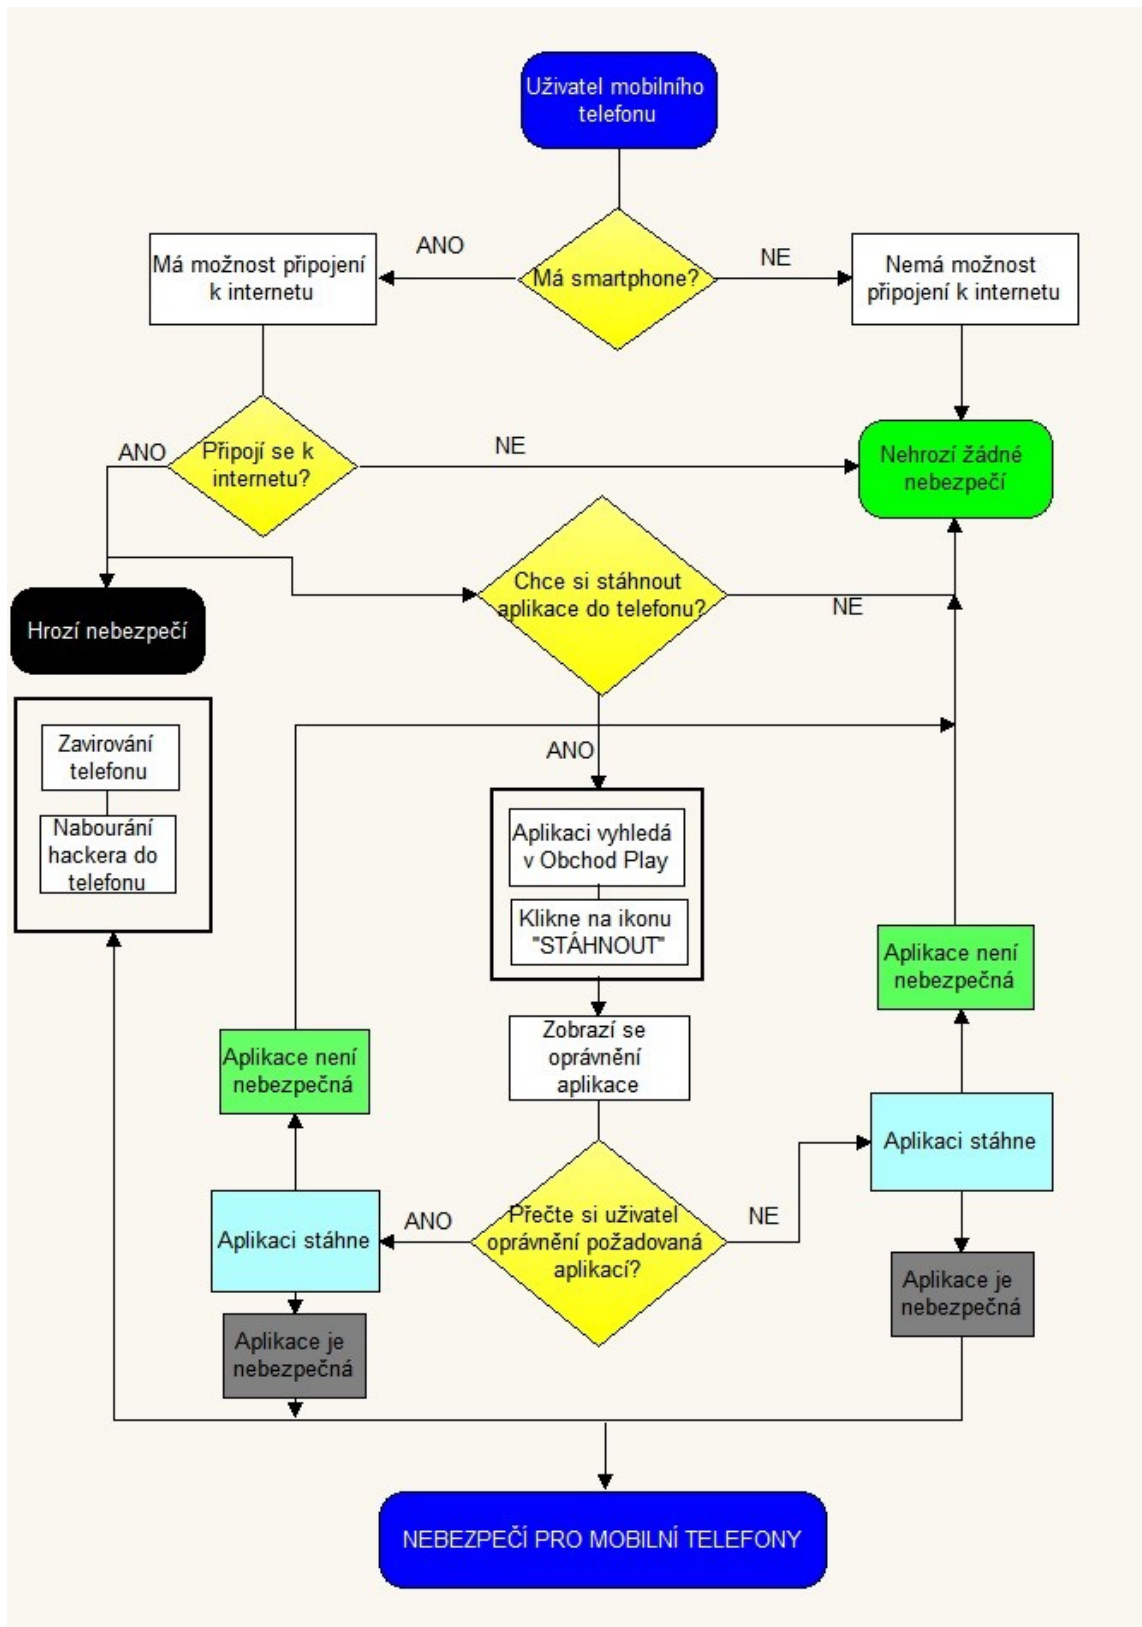 Uživatel mobilního
telefonu
ANO
NE
Má možnost připojení
k internetu
Má smartphone?
Nemá možnost
připojení k internetu
ANO
Připojí se k
internetu?
NE
Nehrozí žádné
nebezpečí
Chce si stáhnout
aplikace do telefonu?
NE
Hrozí nebezpečí
Zavirování
telefonu
Nabourání
hackera do
telefonu
ANO
Aplikaci vyhledá
v Obchod Play
Klikne na ikonu
"STÁHNOUT"
Aplikace není
nebezpečná
Zobrazí se
oprávnění
aplikace
Aplikace není
nebezpečná
Aplikaci stáhne
Aplikaci stáhne
ANO
Přečte si uživatel
oprávnění požadovaná
aplikací?
NE
Aplikace je
nebezpečná
Aplikace je
nebezpečná
NEBEZPEČÍ PRO MOBILNÍ TELEFONY